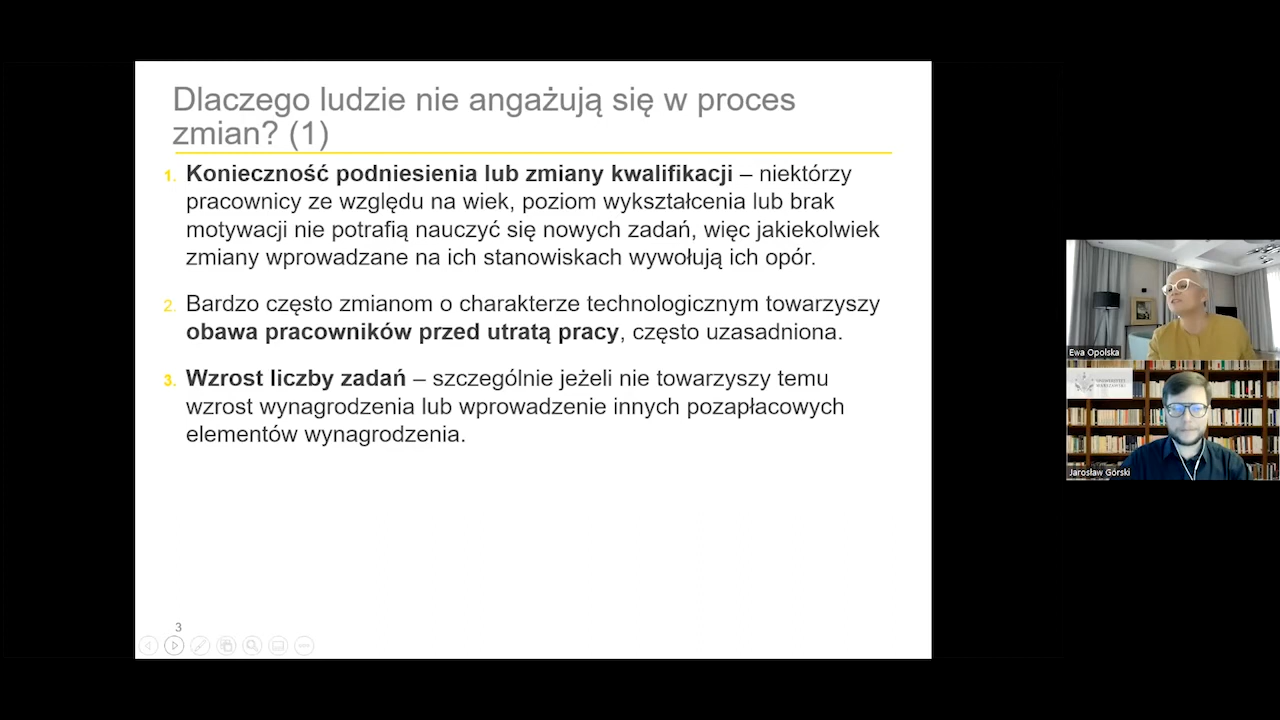 Dlaczego ludzie nie angażują się w proces
zmian? (1)
1. Konieczność podniesienia lub zmiany kwalifikacji – niektórzy
pracownicy ze względu na wiek, poziom wykształcenia lub brak
motywacji nie potrafią nauczyć się nowych zadań, więc jakiekolwiek
zmiany wprowadzane na ich stanowiskach wywołują ich opór.
2. Bardzo często zmianom o charakterze technologicznym towarzyszy
obawa pracowników przed utratą pracy, często uzasadniona.
3. Wzrost liczby zadań – szczególnie jeżeli nie towarzyszy temu
wzrost wynagrodzenia lub wprowadzenie innych pozapłacowych
elementów wynagrodzenia.
3
Ewa Opolska
UNIWERSYTET
WARSZAWSKI
Jarosław Górski